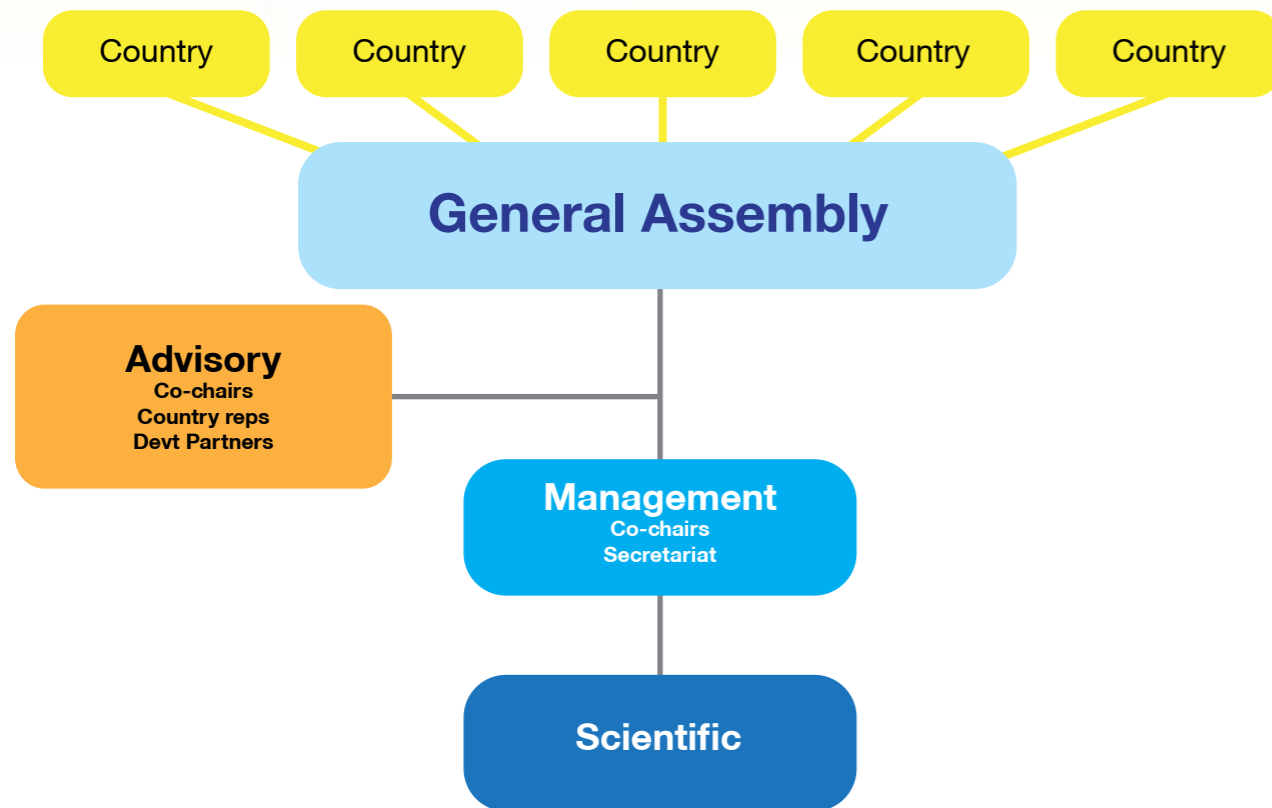 Country
Country
Country
Country
Country
General Assembly
Advisory
Co-chairs
Country reps
Devt Partners
Management
Co-chairs
Secretariat
Scientific